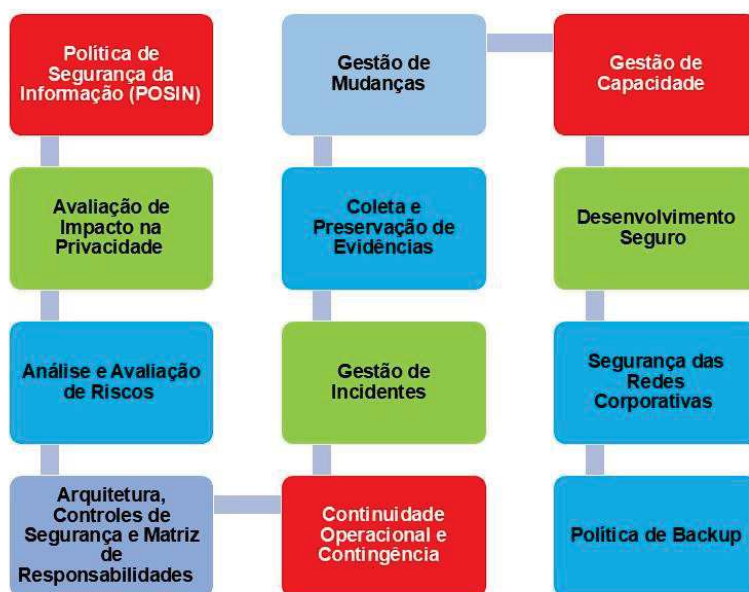 Política de
Segurança da
Informação (POSIN)
Avaliação de
Impacto na
Privacidade
Análise e Avaliação
de Riscos
Arquitetura,
Controles de
Segurança e Matriz
de
Responsabilidades
Continuidade
Operacional e
Contingência
Gestão de
Incidentes
Coleta e
Preservação de
Evidências
Gestão de
Mudanças
Gestão de
Capacidade
Desenvolvimento
Seguro
Segurança das
Redes
Corporativas
Política de Backup